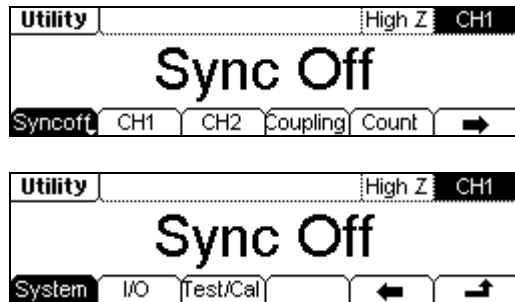 Utility High Z CH1
Sync Off
Syncoff CH1 CH2 Coupling Count
Utility High Z CH1
Sync Off
System I/O Test/Cal